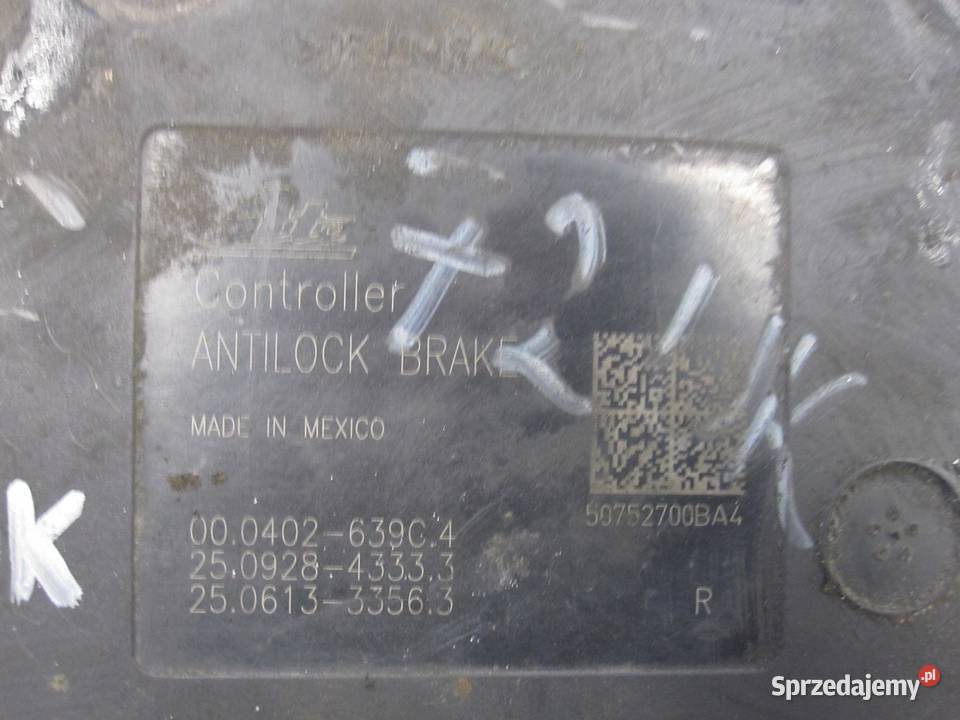 Ate
Controller
ANTILOCK BRAKE
MADE IN MEXICO
50752700BA4
00.0402-639C.4
25.0928-4333.3
25.0613-3356.3
R
K
Sprzedajemy.pl